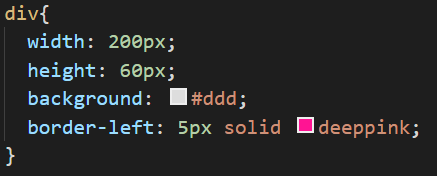 div{
width: 200px;
height: 60px;
background: #ddd;
border-left: 5px solid deeppink;
}